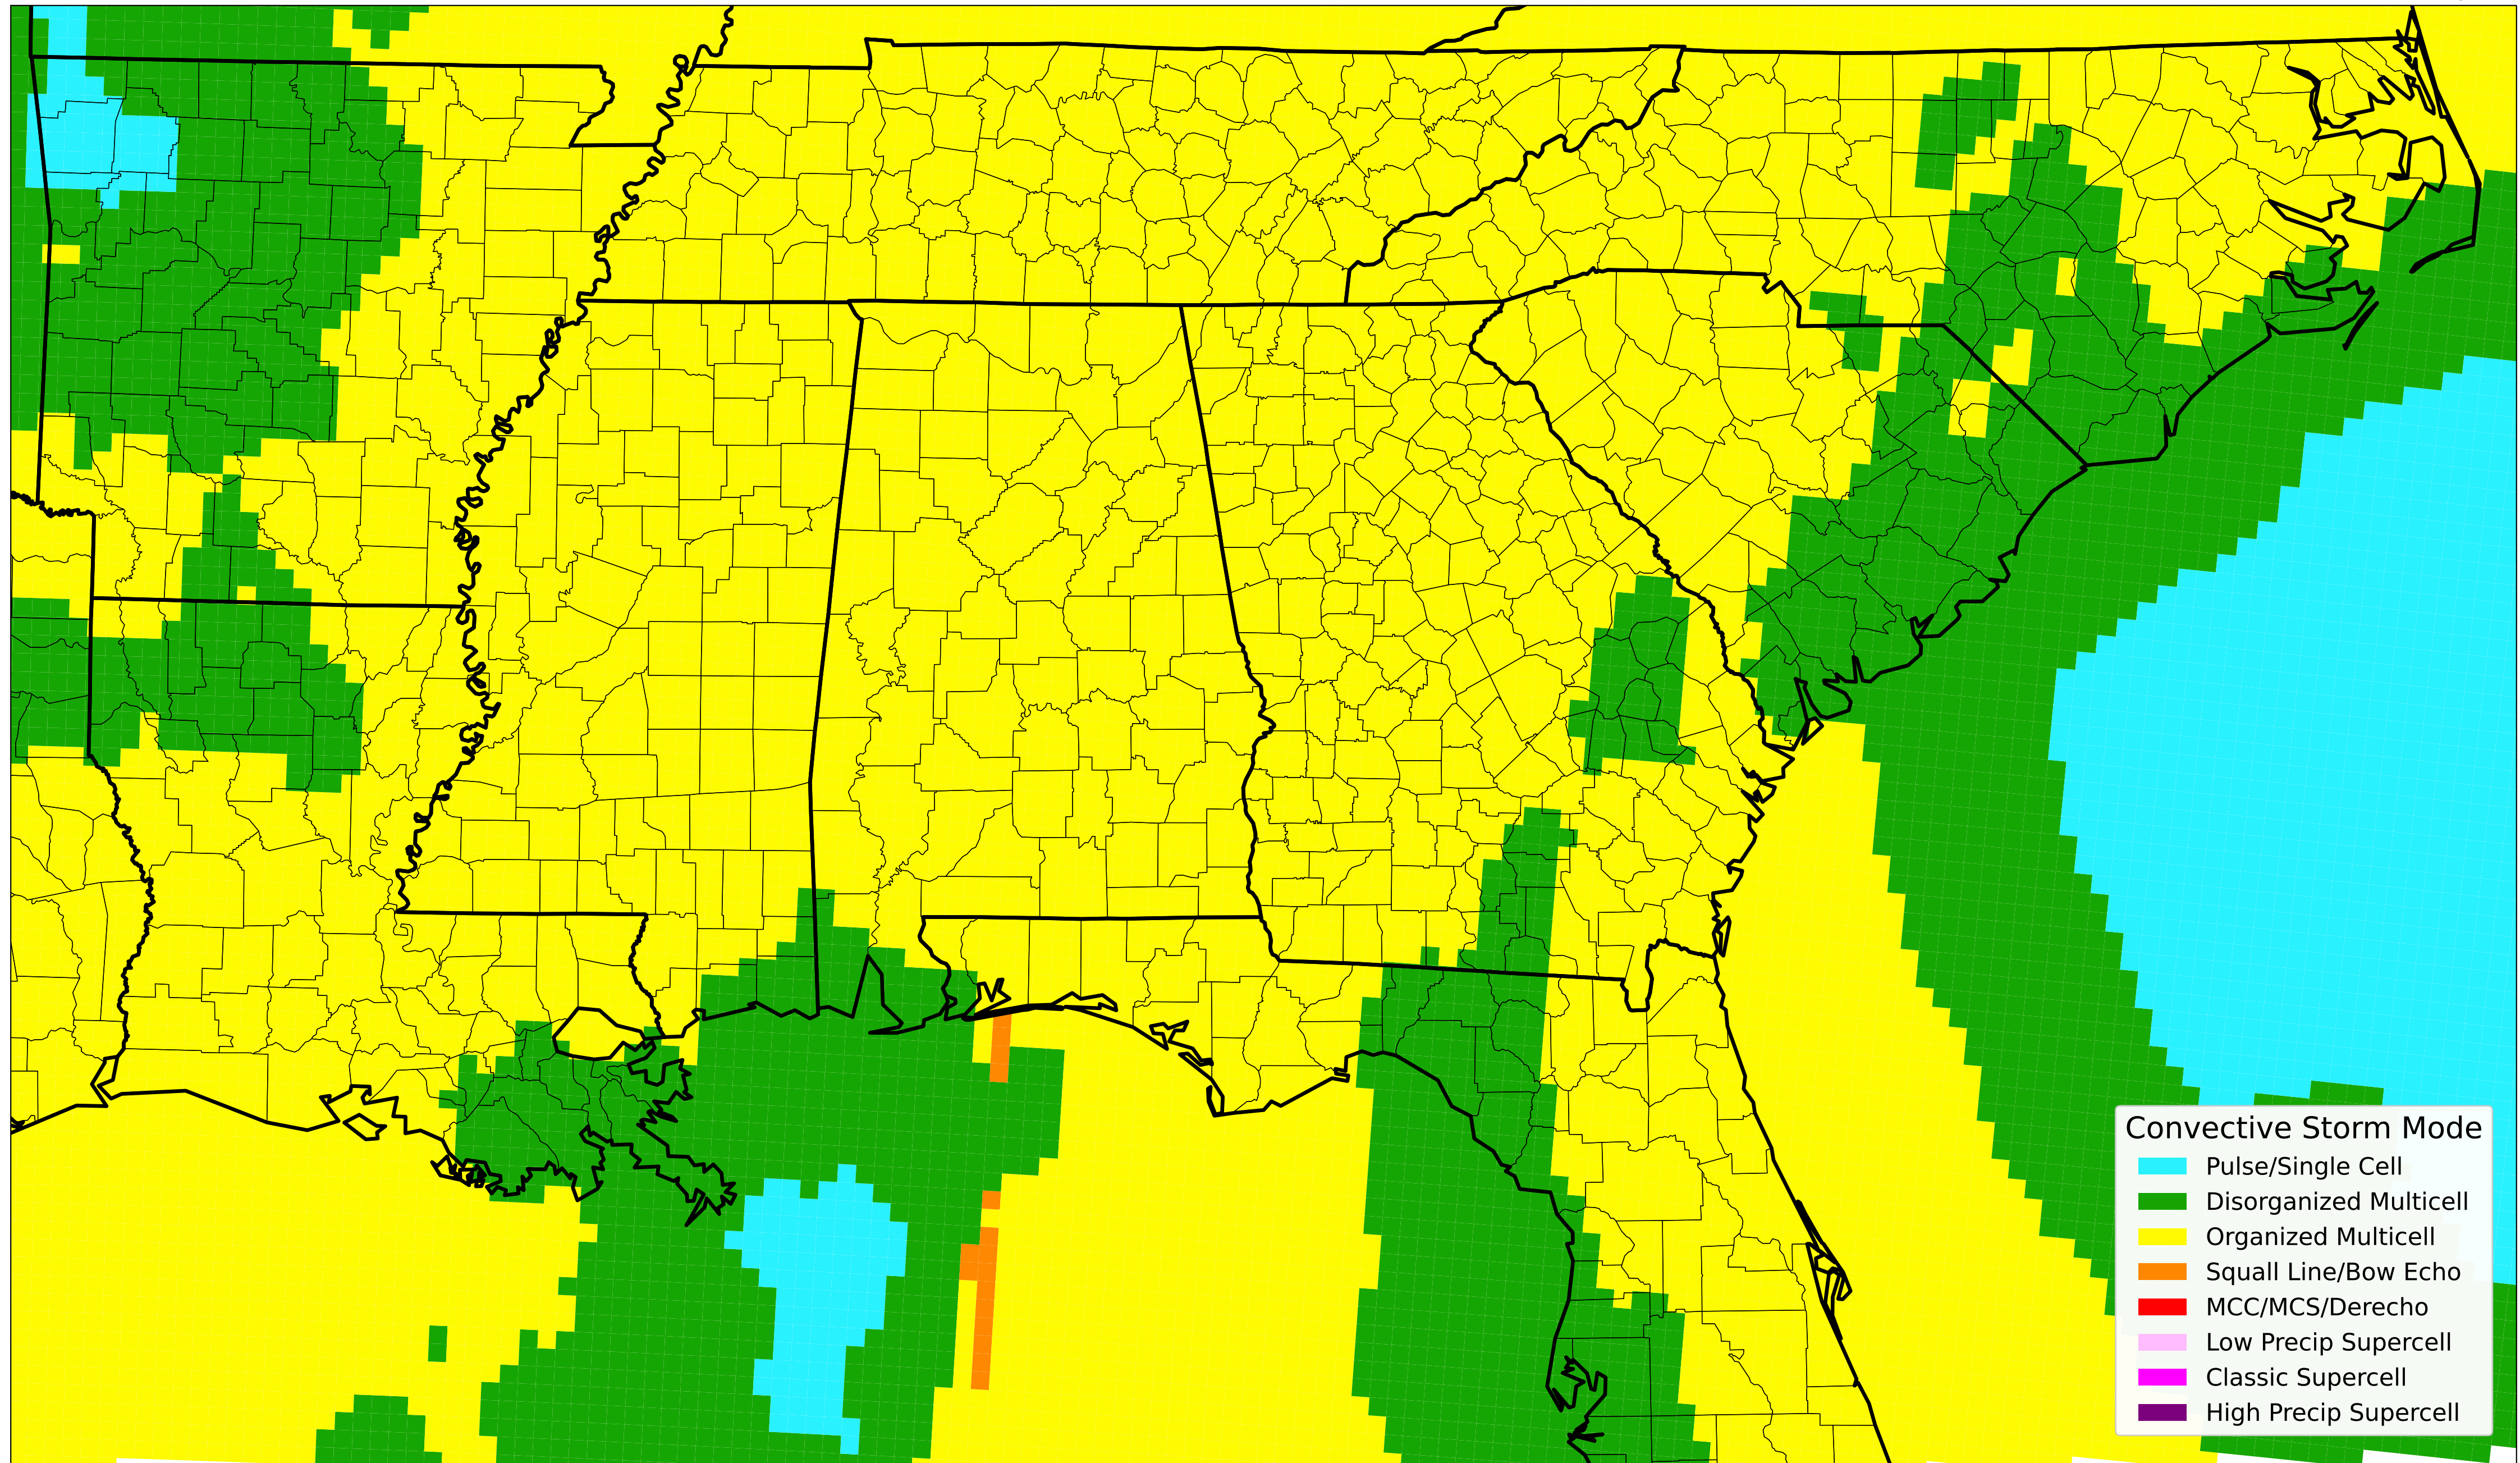 Convective Storm Mode
Pulse/Single Cell
Disorganized Multicell
Organized Multicell
Squall Line/Bow Echo
MCC/MCS/Derecho
Low Precip Supercell
Classic Supercell
High Precip Supercell